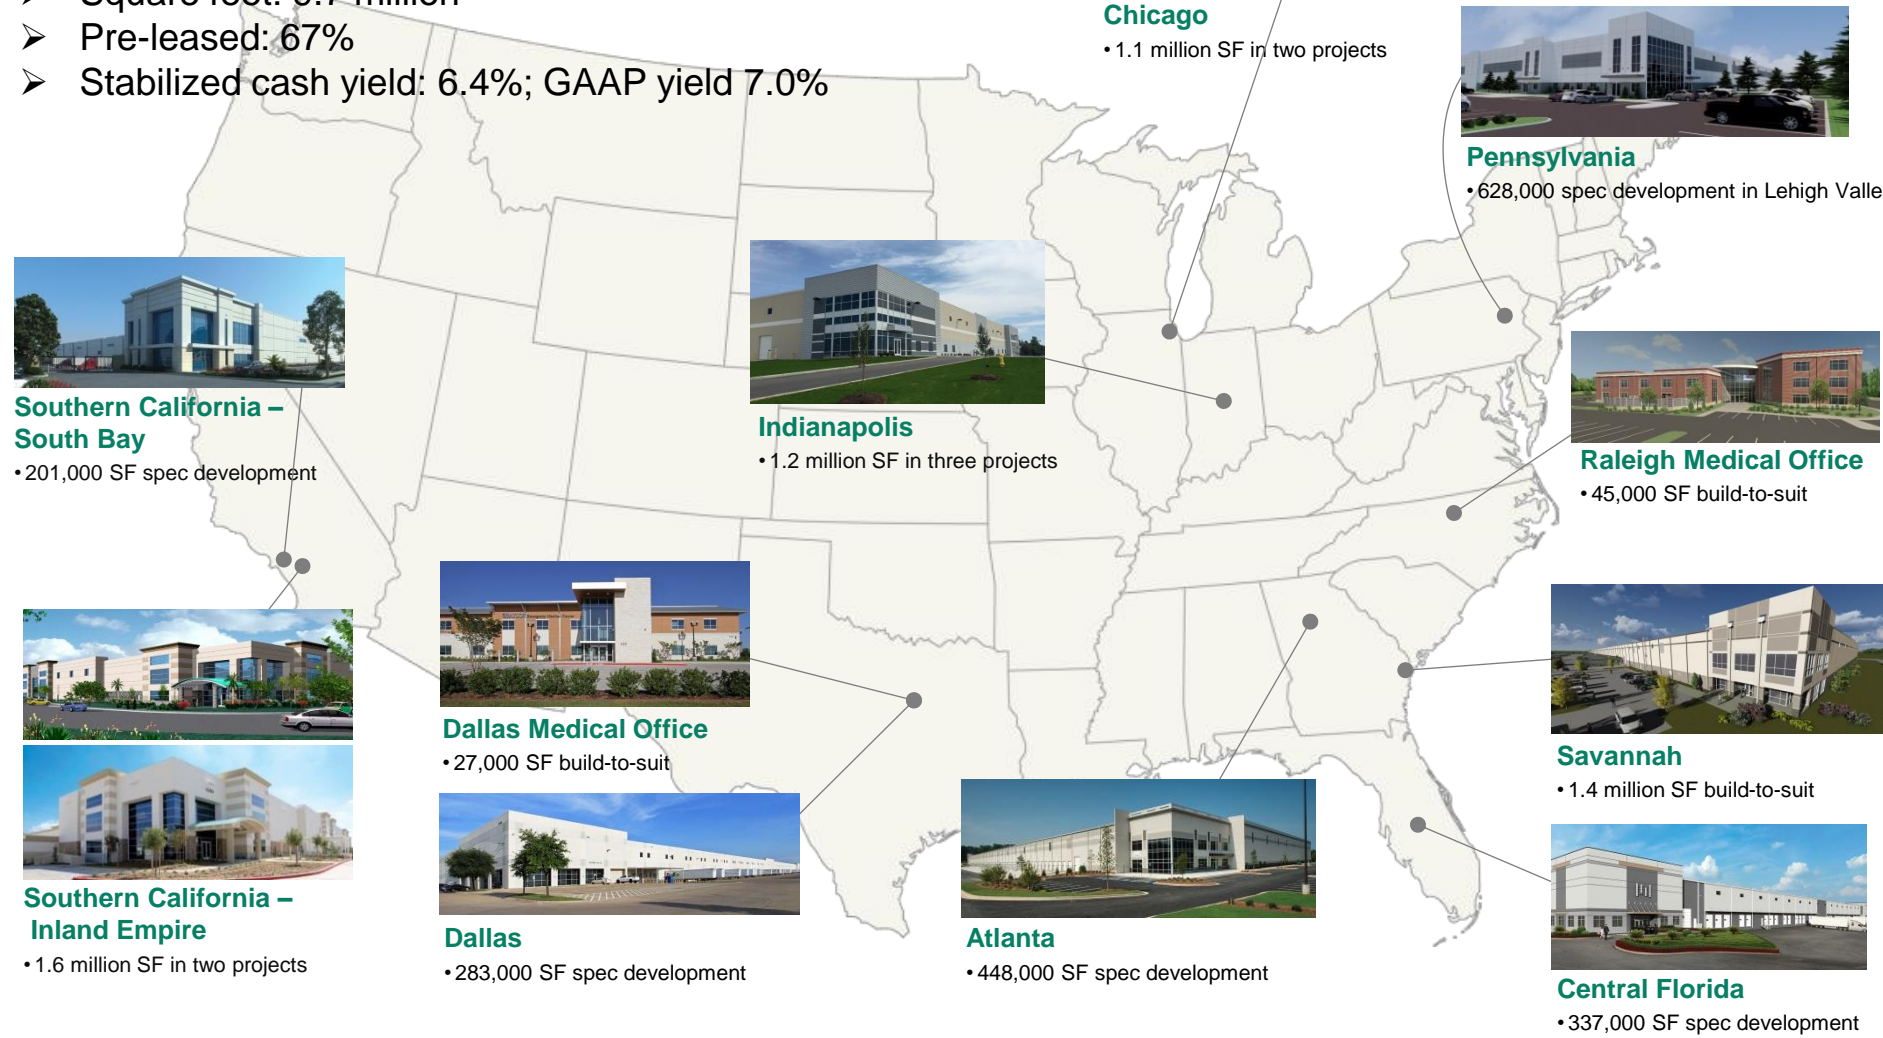 ➢ Pre-leased: 67%
➢ Stabilized cash yield: 6.4%; GAAP yield 7.0%
Chicago
• 1.1 million SF in two projects
Pennsylvania
• 628,000 spec development in Lehigh Valle
Southern California –
South Bay
• 201,000 SF spec development
Indianapolis
• 1.2 million SF in three projects
Raleigh Medical Office
• 45,000 SF build-to-suit
Dallas Medical Office
• 27,000 SF build-to-suit
Savannah
• 1.4 million SF build-to-suit
Southern California –
Inland Empire
• 1.6 million SF in two projects
Dallas
• 283,000 SF spec development
Atlanta
• 448,000 SF spec development
Central Florida
• 337,000 SF spec development